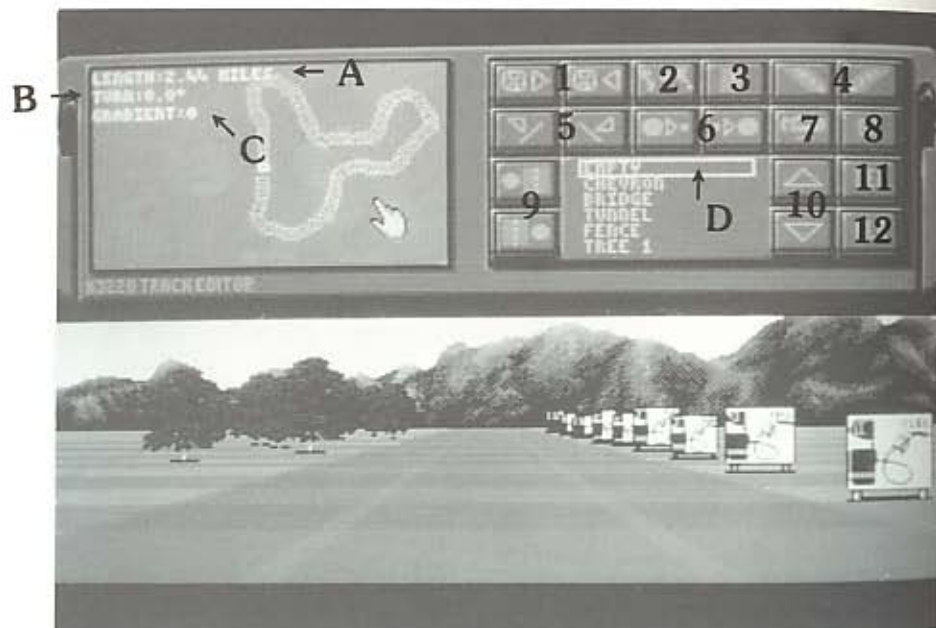 LENGTH:2.44 MILES
TURN:0.0°
GRADIENT:0
A
B
C
1
2
3
4
5
6
7
8
9
10
11
12
D
EMPTY
CHEVRON
BRIDGE
TUNNEL
FENCE
TREE 1
TRACK EDITOR